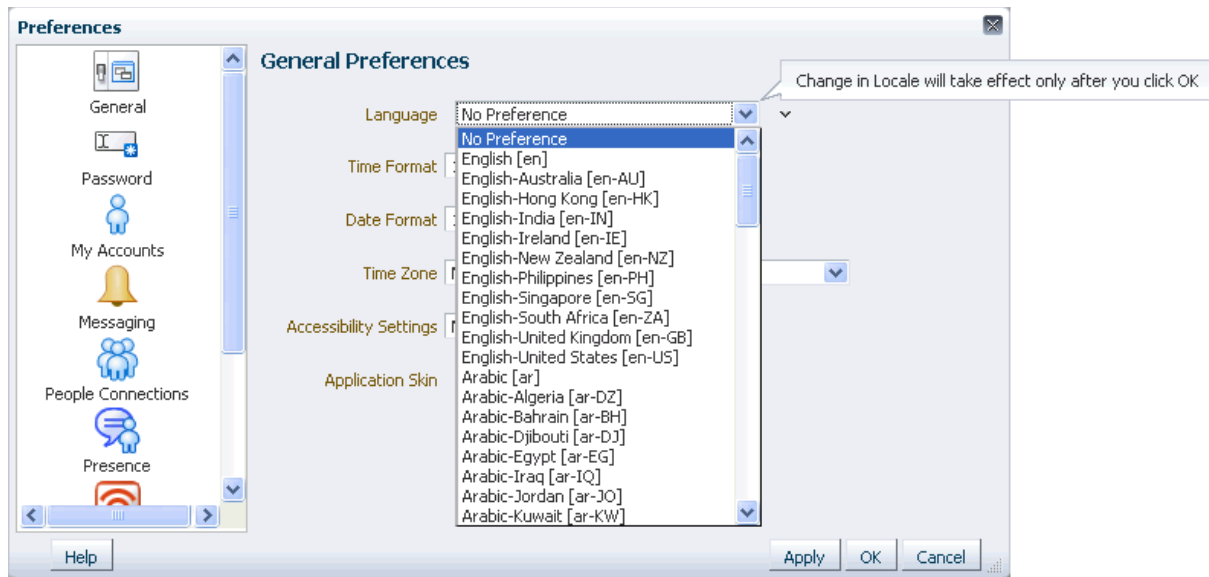 Preferences
General
Password
My Accounts
Messaging
People Connections
Presence
General Preferences
Change in Locale will take effect only after you click OK
Language No Preference
Time Format
Date Format
Time Zone
Accessibility Settings
Application Skin
No Preference
English [en]
English-Australia [en-AU]
English-Hong Kong [en-HK]
English-India [en-IN]
English-Ireland [en-IE]
English-New Zealand [en-NZ]
English-Philippines [en-PH]
English-Singapore [en-SG]
English-South Africa [en-ZA]
English-United Kingdom [en-GB]
English-United States [en-US]
Arabic [ar]
Arabic-Algeria [ar-DZ]
Arabic-Bahrain [ar-BH]
Arabic-Djibouti [ar-DJ]
Arabic-Egypt [ar-EG]
Arabic-Iraq [ar-IQ]
Arabic-Jordan [ar-JO]
Arabic-Kuwait [ar-KW]
Help Apply OK Cancel